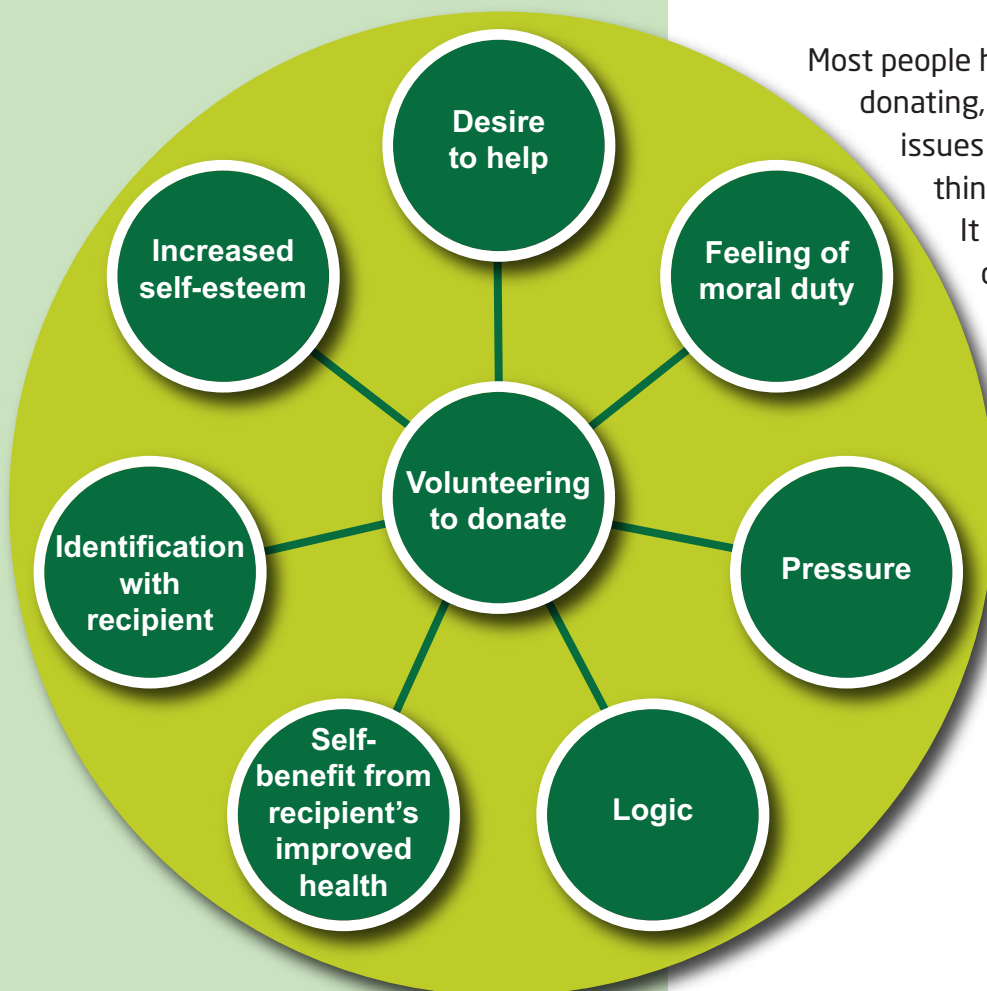 Most people h
donating,
issues
thin
It
Desire
to help
Feeling of
moral duty
Pressure
Logic
Self-
benefit from
recipient's
improved
health
Identification
with
recipient
Increased
self-esteem
Volunteering
to donate